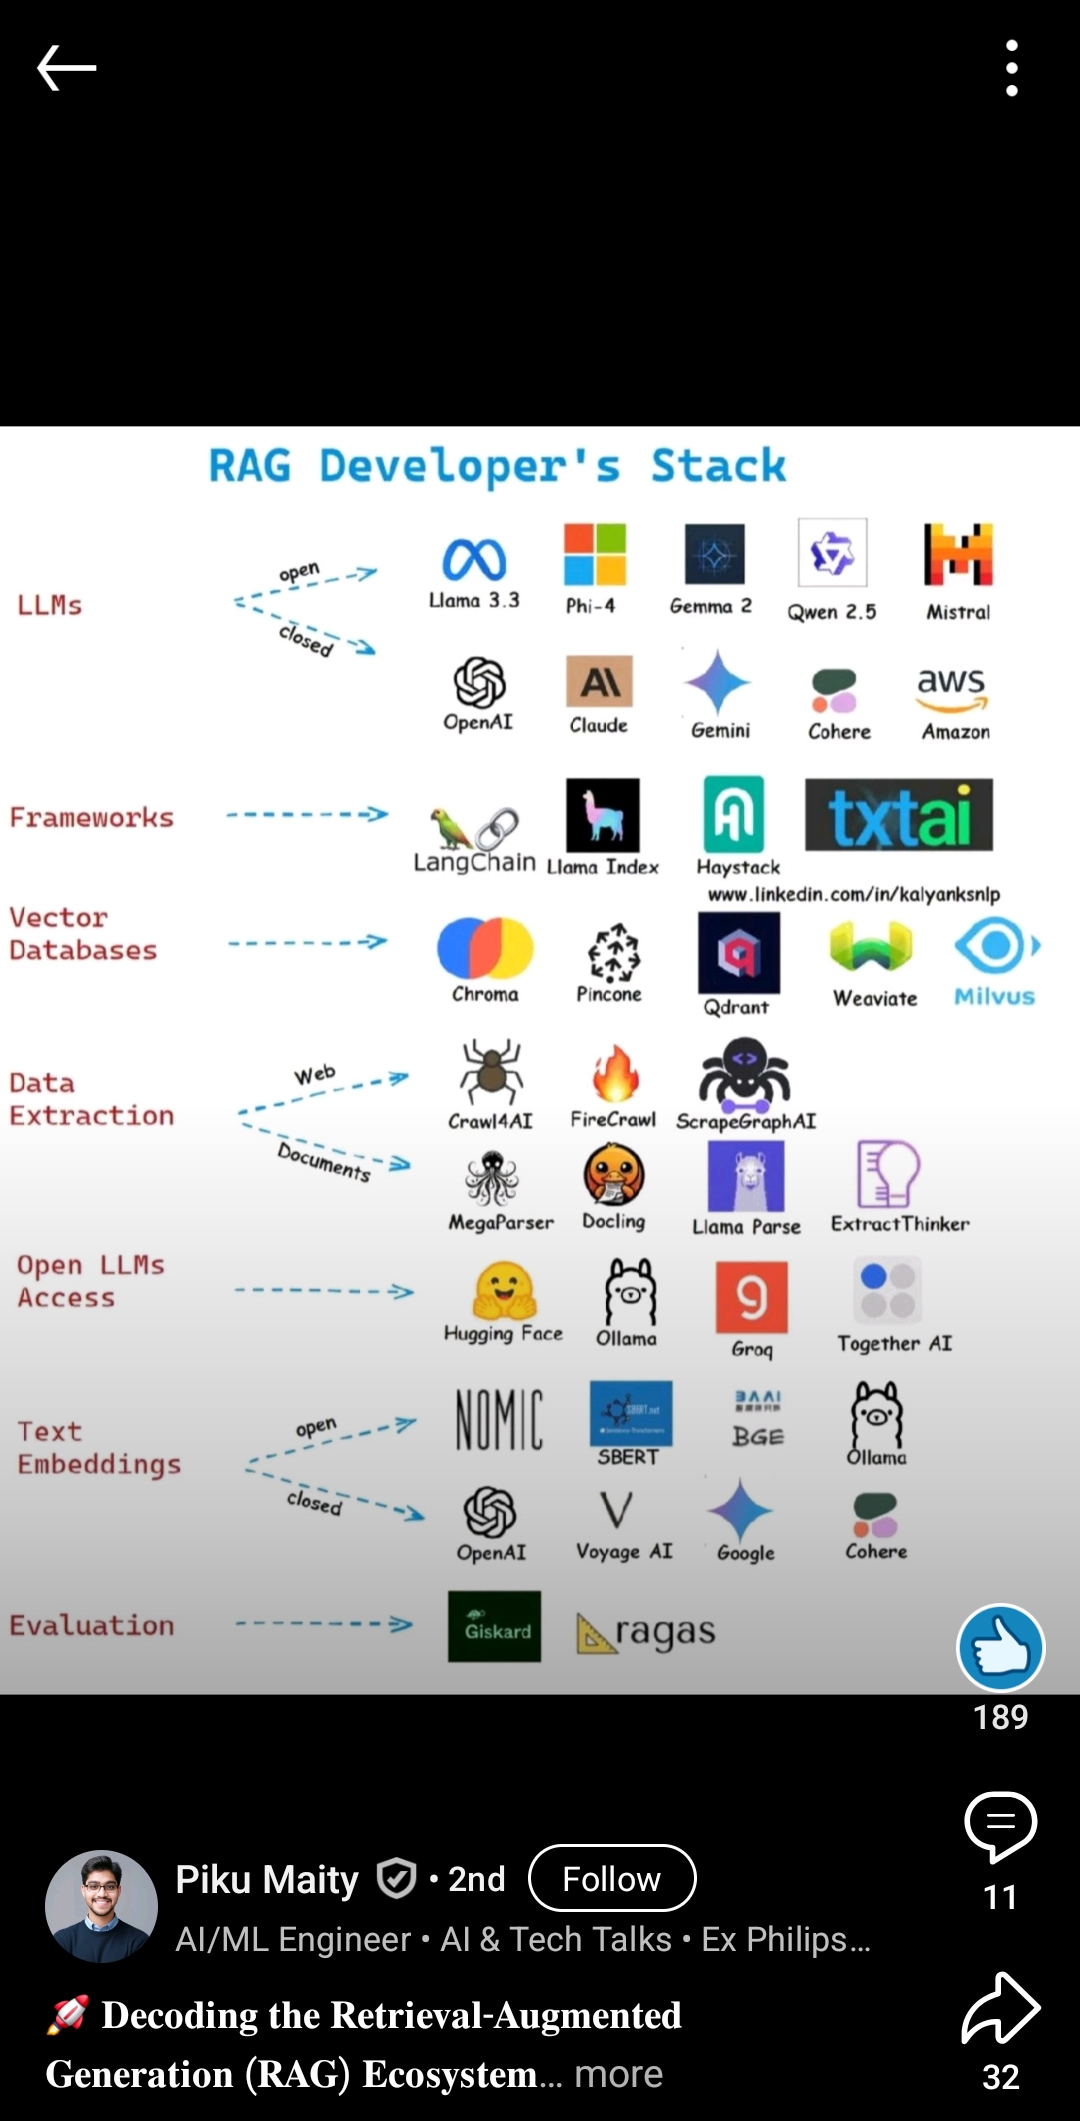 RAG Developer's Stack
LLMs
open
closed
Llama 3.3
Phi-4
Gemma 2
Qwen 2.5
Mistral
AI
aws
OpenAI
Claude
Gemini
Cohere
Amazon
Frameworks
txtai
LangChain
Llama Index
Haystack
www.linkedin.com/in/kalyanksnlp
Vector
Databases
Chroma
Pincone
Qdrant
Weaviate
Milvus
Data
Extraction
Web
Documents
Crawl4AI
FireCrawl
ScrapeGraphAI
MegaParser
Docling
Llama Parse
ExtractThinker
Open LLMs
Access
Hugging Face
Ollama
Groq
Together AI
Text
Embeddings
open
closed
NOMIC
SBERT.net
SBERT
BAAI
BGE
Ollama
OpenAI
Voyage AI
Google
Cohere
Evaluation
Giskard
ragas
189
11
Piku Maity • 2nd Follow
AI/ML Engineer • AI & Tech Talks • Ex Philips...
🚀 Decoding the Retrieval-Augmented
Generation (RAG) Ecosystem... more
32